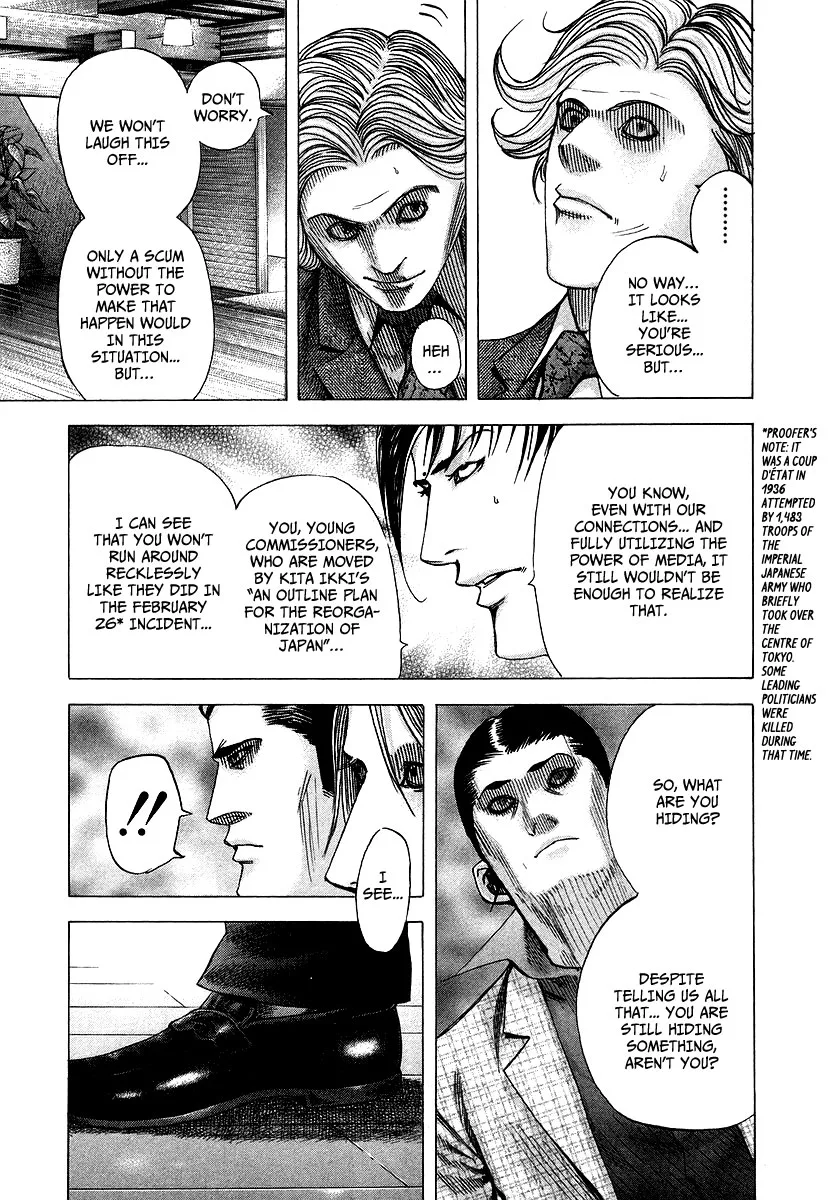 .........
NO WAY...
IT LOOKS
LIKE...
YOU'RE
SERIOUS...
BUT...
HEH
...
DON'T
WORRY.
WE WON'T
LAUGH THIS
OFF...
ONLY A SCUM
WITHOUT THE
POWER TO
MAKE THAT
HAPPEN WOULD
IN THIS
SITUATION...
BUT...
YOU KNOW,
EVEN WITH OUR
CONNECTIONS... AND
FULLY UTILIZING THE
POWER OF MEDIA, IT
STILL WOULDN'T BE
ENOUGH TO REALIZE
THAT.
YOU, YOUNG
COMMISSIONERS,
WHO ARE MOVED
BY KITA IKKI'S
"AN OUTLINE PLAN
FOR THE REORGA-
NIZATION OF
JAPAN"...
I CAN SEE
THAT YOU WON'T
RUN AROUND
RECKLESSLY
LIKE THEY DID IN
THE FEBRUARY
26* INCIDENT...
*PROOFER'S
NOTE: IT
WAS A COUP
D'ÉTAT IN
1936
ATTEMPTED
BY 1,483
TROOPS OF
THE
IMPERIAL
JAPANESE
ARMY WHO
BRIEFLY
TOOK OVER
THE
CENTRE OF
TOKYO.
SOME
LEADING
POLITICIANS
WERE
KILLED
DURING
THAT TIME.
SO, WHAT
ARE YOU
HIDING?
DESPITE
TELLING US ALL
THAT... YOU ARE
STILL HIDING
SOMETHING,
AREN'T YOU?
!!
I
SEE...